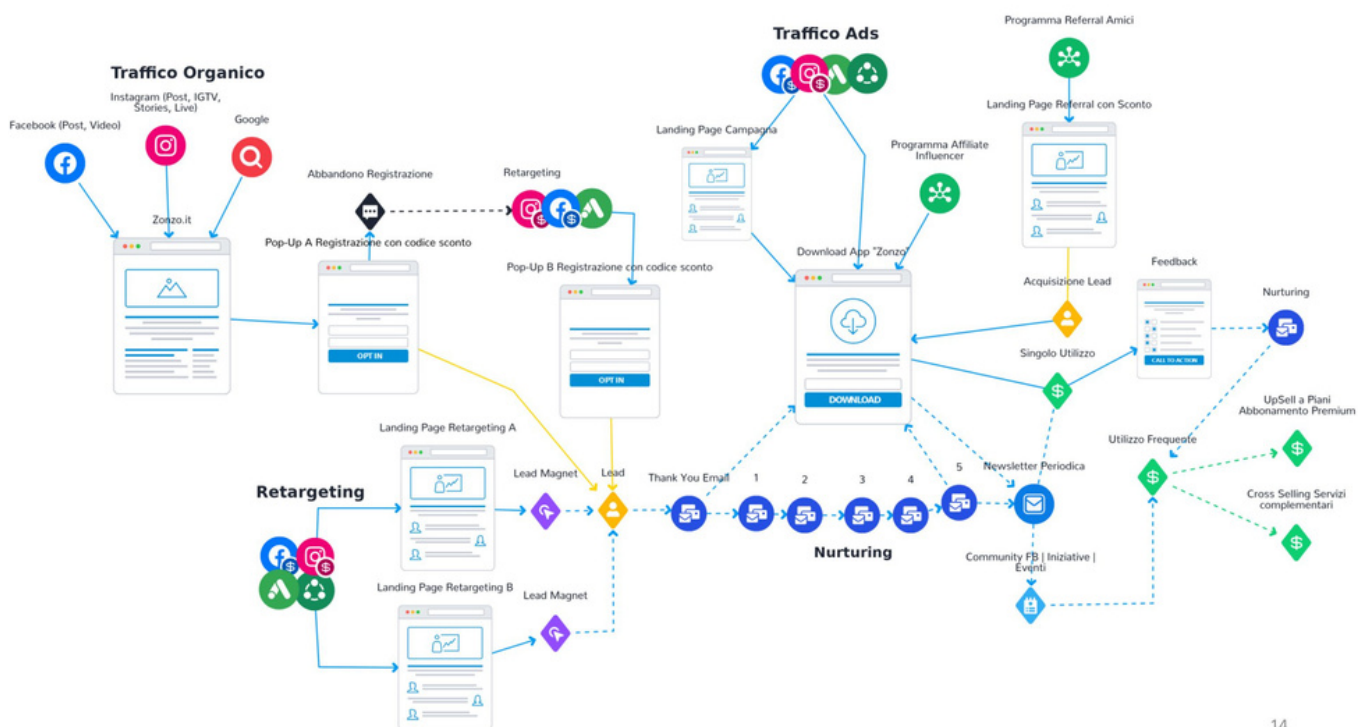 Programma Referral Amici
Traffico Ads
Traffico Organico
Instagram (Post, IGTV,
Stories, Live)
Facebook (Post, Video)
Google
Landing Page Referral con Sconto
Landing Page Campagna
Programma Affiliate
Influencer
Abbandono Registrazione
Retargeting
Zonzo.it
Pop-Up A Registrazione con codice sconto
Pop-Up B Registrazione con codice sconto
Download App "Zonzo"
Feedback
Acquisizione Lead
Nurturing
OPT IN
OPT IN
Singolo Utilizzo
CALL TO ACTION
DOWNLOAD
UpSell a Piani
Abbonamento Premium
Landing Page Retargeting A
Utilizzo Frequente
Lead Magnet
Lead
Thank You Email
1
2
3
4
5
Newsletter Periodica
Retargeting
Cross Selling Servizi
complementari
Nurturing
Community FB | Iniziative |
Eventi
Landing Page Retargeting B
Lead Magnet
14